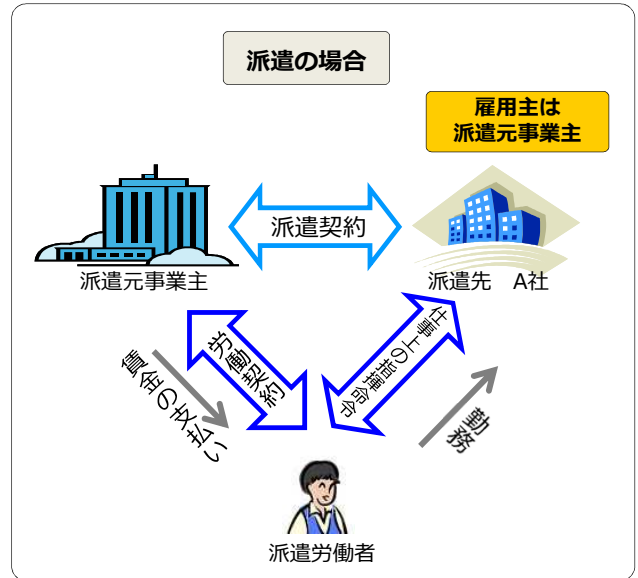 派遣の場合
雇用主は
派遣元事業主
派遣契約
派遣元事業主
派遣先　A社
労働契約
仕事上の指揮命令
賃金の支払い
勤務
派遣労働者